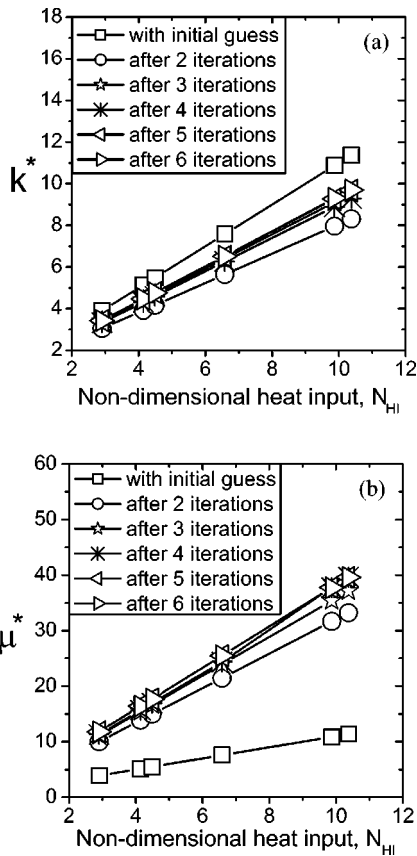 (a)
with initial guess
after 2 iterations
after 3 iterations
after 4 iterations
after 5 iterations
after 6 iterations
k*
18
16
14
12
10
8
6
4
2
2 4 6 8 10 12
Non-dimensional heat input, N_HI
(b)
with initial guess
after 2 iterations
after 3 iterations
after 4 iterations
after 5 iterations
after 6 iterations
μ*
60
50
40
30
20
10
0
2 4 6 8 10 12
Non-dimensional heat input, N_HI